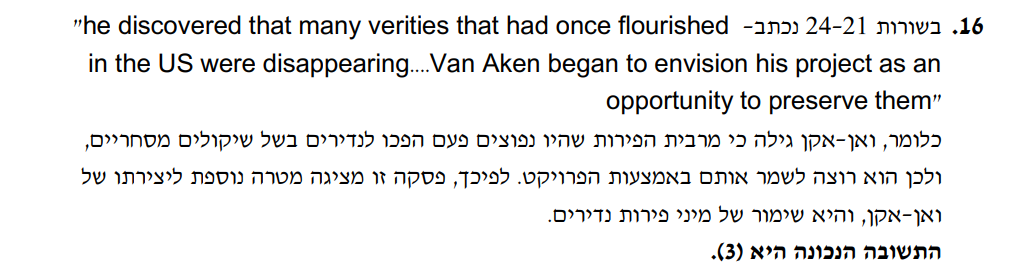 16. בשורות 24-21 נכתב- "he discovered that many verities that had once flourished
in the US were disappearing....Van Aken began to envision his project as an
opportunity to preserve them"
כלומר, ואן-אקן גילה כי מרבית הפירות שהיו נפוצים פעם הפכו לנדירים בשל שיקולים מסחריים,
ולכן הוא רוצה לשמר אותם באמצעות הפרויקט. לפיכך, פסקה זו מציגה מטרה נוספת ליצירתו של
ואן-אקן, והיא שימור של מיני פירות נדירים.
התשובה הנכונה היא (3).